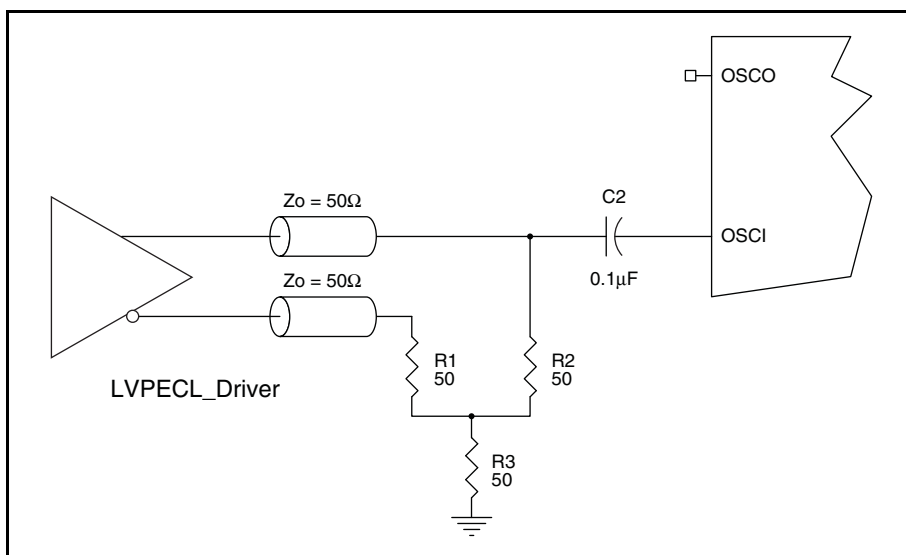 OSCO
Zo = 50Ω
C2
OSCI
0.1μF
Zo = 50Ω
R1
50
R2
50
LVPECL_Driver
R3
50